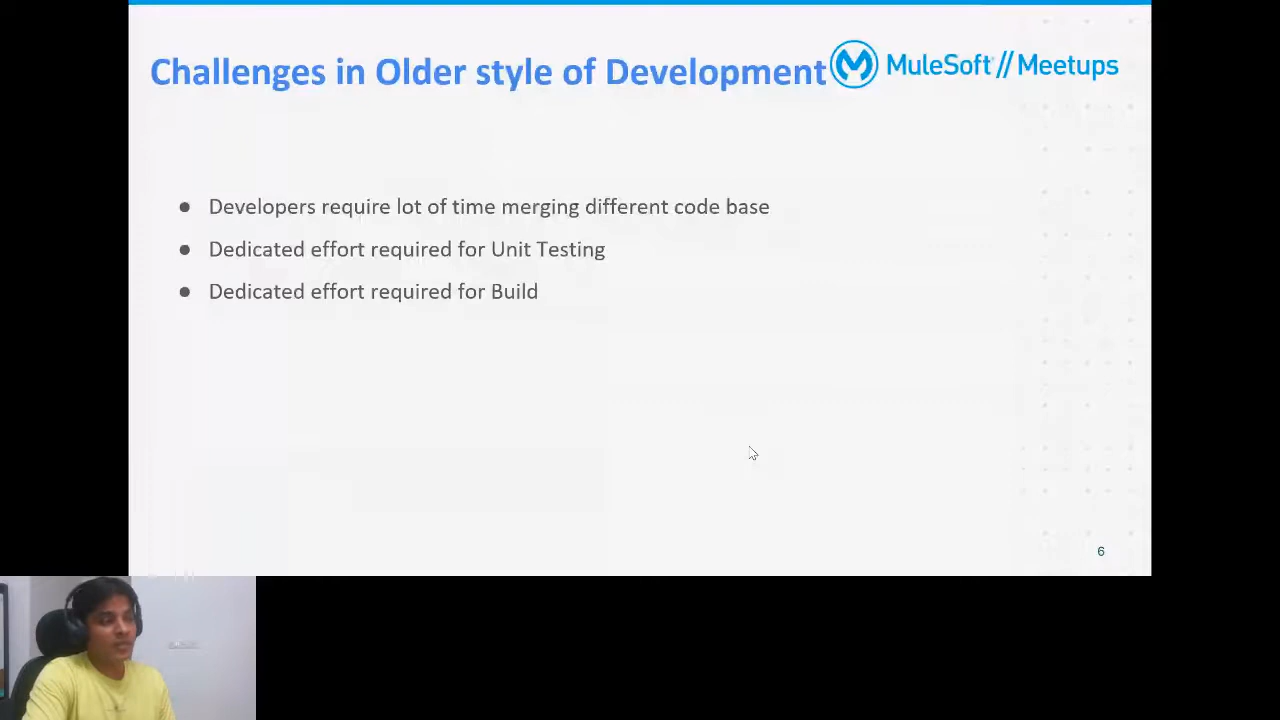 Challenges in Older style of Development
MuleSoft // Meetups
● Developers require lot of time merging different code base
● Dedicated effort required for Unit Testing
● Dedicated effort required for Build
6